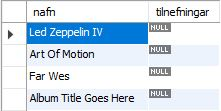 nafn tilnefningar
Led Zeppelin IV NULL
Art Of Motion NULL
Far Wes NULL
Album Title Goes Here NULL